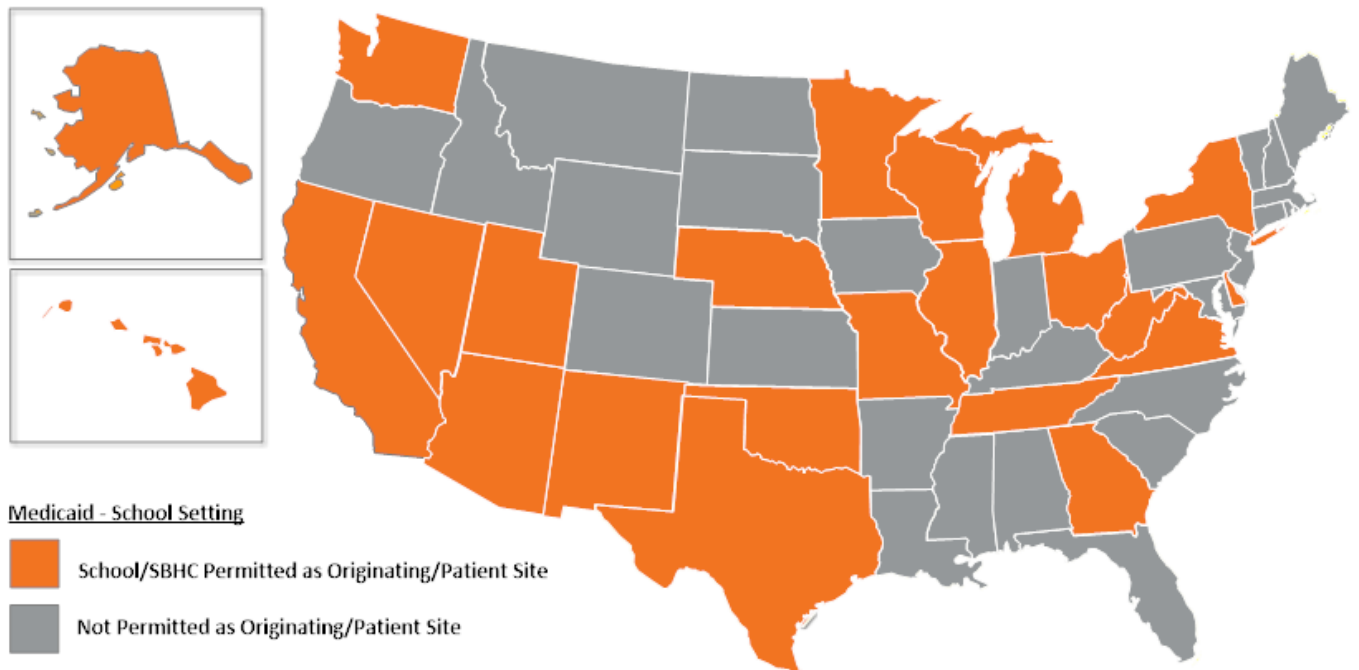 Medicaid - School Setting
School/SBHC Permitted as Originating/Patient Site
Not Permitted as Originating/Patient Site